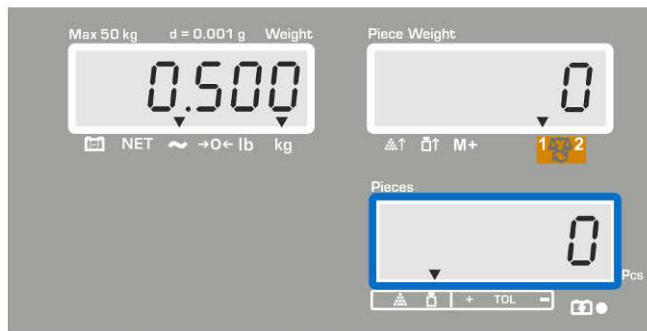 Max 50 kg d = 0.001 g Weight
0.500
NET →0← lb kg
Piece Weight
0
M+ 1 2
Pieces
0
Pcs
+ TOL -